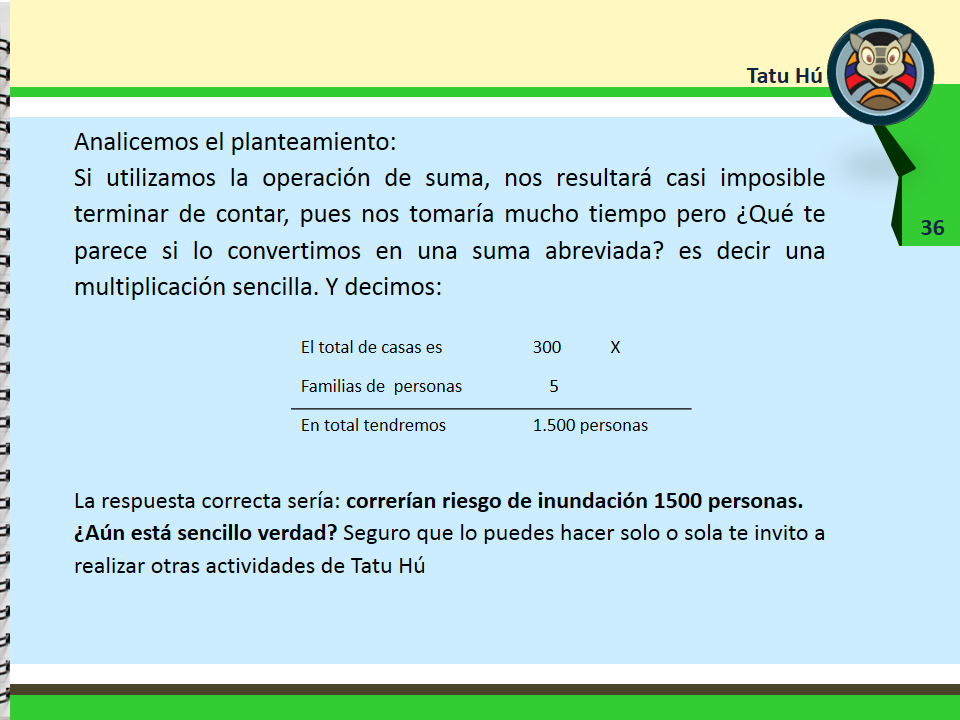 Tatu Hú
36
Analicemos el planteamiento:
Si utilizamos la operación de suma, nos resultará casi imposible
terminar de contar, pues nos tomaría mucho tiempo pero ¿Qué te
parece si lo convertimos en una suma abreviada? es decir una
multiplicación sencilla. Y decimos:
El total de casas es 300 X
Familias de personas 5
En total tendremos 1.500 personas
La respuesta correcta sería: correrían riesgo de inundación 1500 personas.
¿Aún está sencillo verdad? Seguro que lo puedes hacer solo o sola te invito a
realizar otras actividades de Tatu Hú